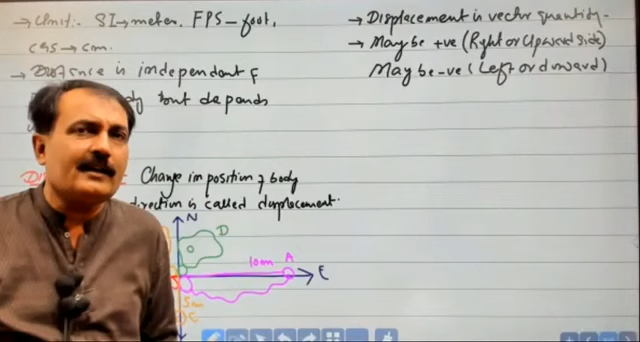 → Unit:- SI → meter. FPS - foot.
CGS → cm.
→ Distance is independent of
but depends
Change in position of body
direction is called displacement.
N
D
10m A
E
5m
C
→ Displacement is vector quantity-
→ May be +ve (Right or Upward side)
May be -ve (Left or downward)